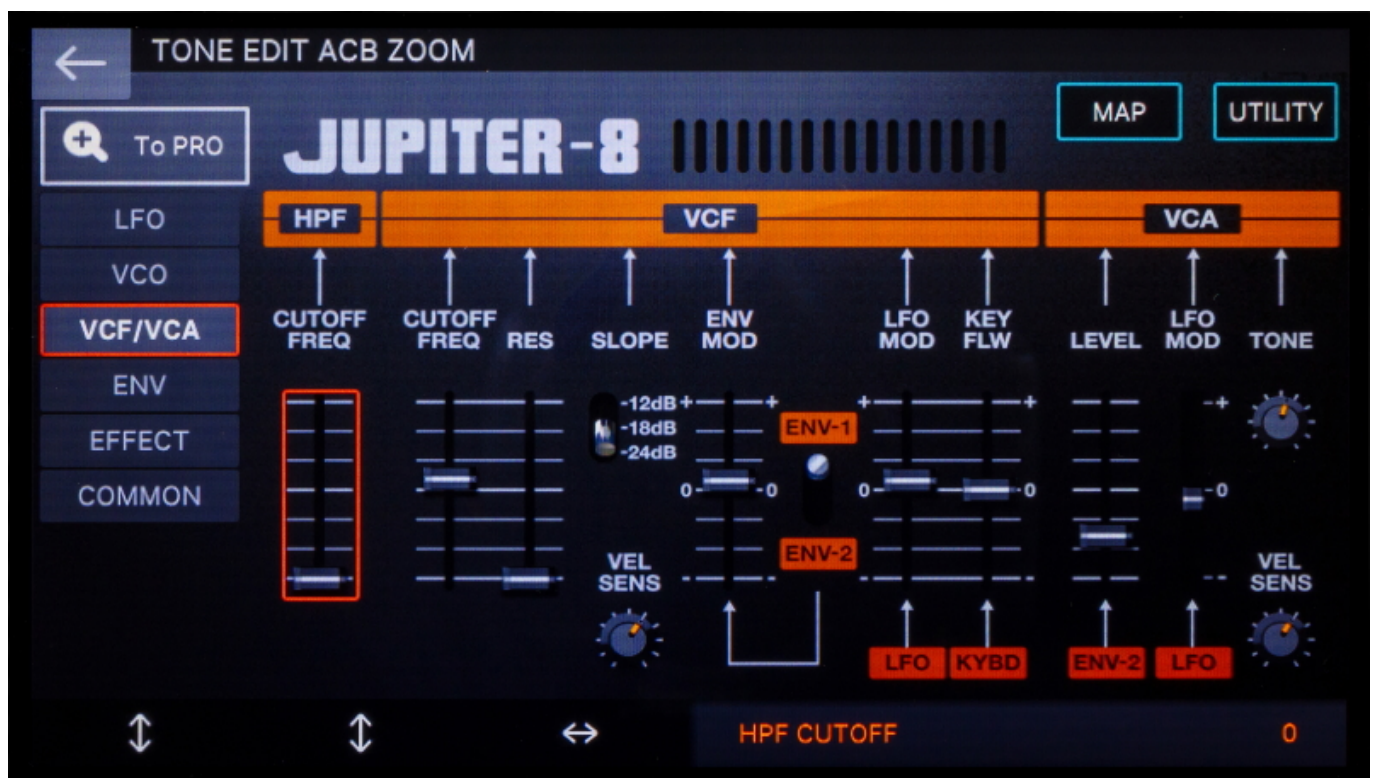 TONE EDIT ACB ZOOM
MAP
UTILITY
To PRO
JUPITER-8
LFO
VCO
VCF/VCA
ENV
EFFECT
COMMON
HPF
VCF
VCA
CUTOFF
FREQ
CUTOFF
FREQ
RES
SLOPE
ENV
MOD
LFO
MOD
KEY
FLW
LEVEL
LFO
MOD
TONE
-12dB
-18dB
-24dB
+ +
0 0
- -
ENV-1
ENV-2
+ +
0 0
- -
-+
-0
--
VEL
SENS
VEL
SENS
LFO
KYBD
ENV-2
LFO
HPF CUTOFF 0